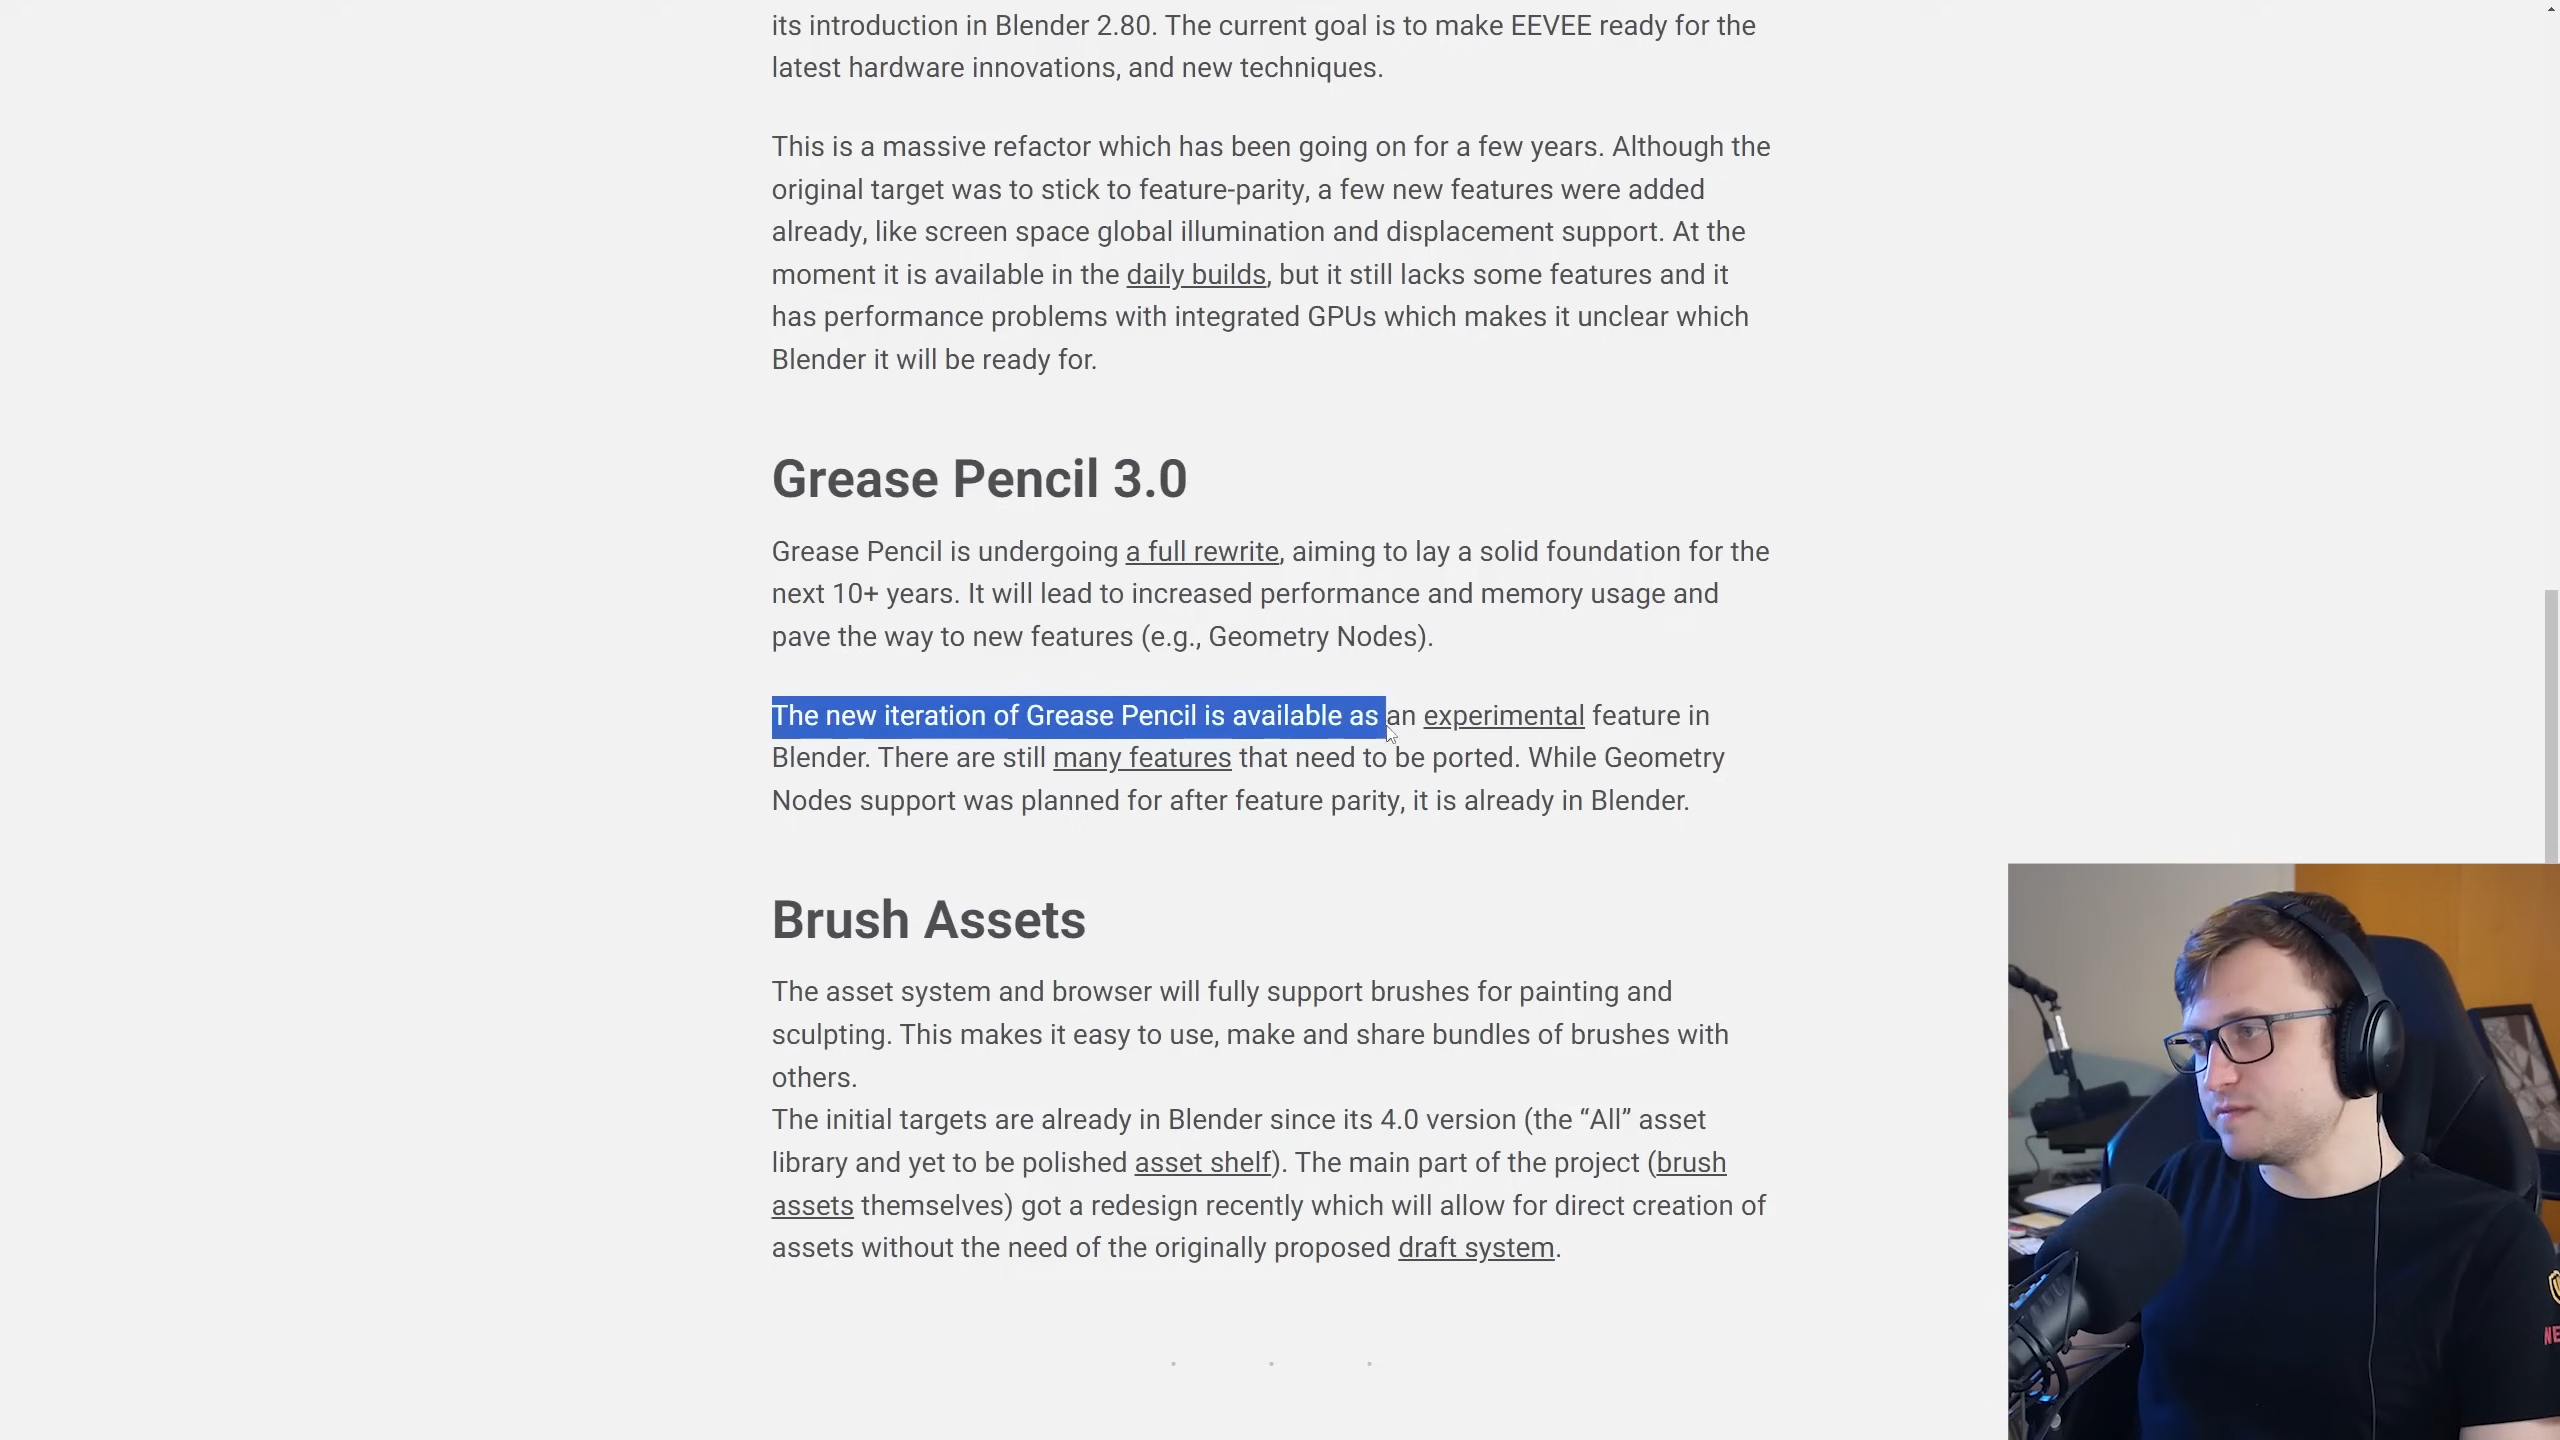 its introduction in Blender 2.80. The current goal is to make EEVEE ready for the
latest hardware innovations, and new techniques.
This is a massive refactor which has been going on for a few years. Although the
original target was to stick to feature-parity, a few new features were added
already, like screen space global illumination and displacement support. At the
moment it is available in the daily builds, but it still lacks some features and it
has performance problems with integrated GPUs which makes it unclear which
Blender it will be ready for.
Grease Pencil 3.0
Grease Pencil is undergoing a full rewrite, aiming to lay a solid foundation for the
next 10+ years. It will lead to increased performance and memory usage and
pave the way to new features (e.g., Geometry Nodes).
The new iteration of Grease Pencil is available as an experimental feature in
Blender. There are still many features that need to be ported. While Geometry
Nodes support was planned for after feature parity, it is already in Blender.
Brush Assets
The asset system and browser will fully support brushes for painting and
sculpting. This makes it easy to use, make and share bundles of brushes with
others.
The initial targets are already in Blender since its 4.0 version (the “All” asset
library and yet to be polished asset shelf). The main part of the project (brush
assets themselves) got a redesign recently which will allow for direct creation of
assets without the need of the originally proposed draft system.